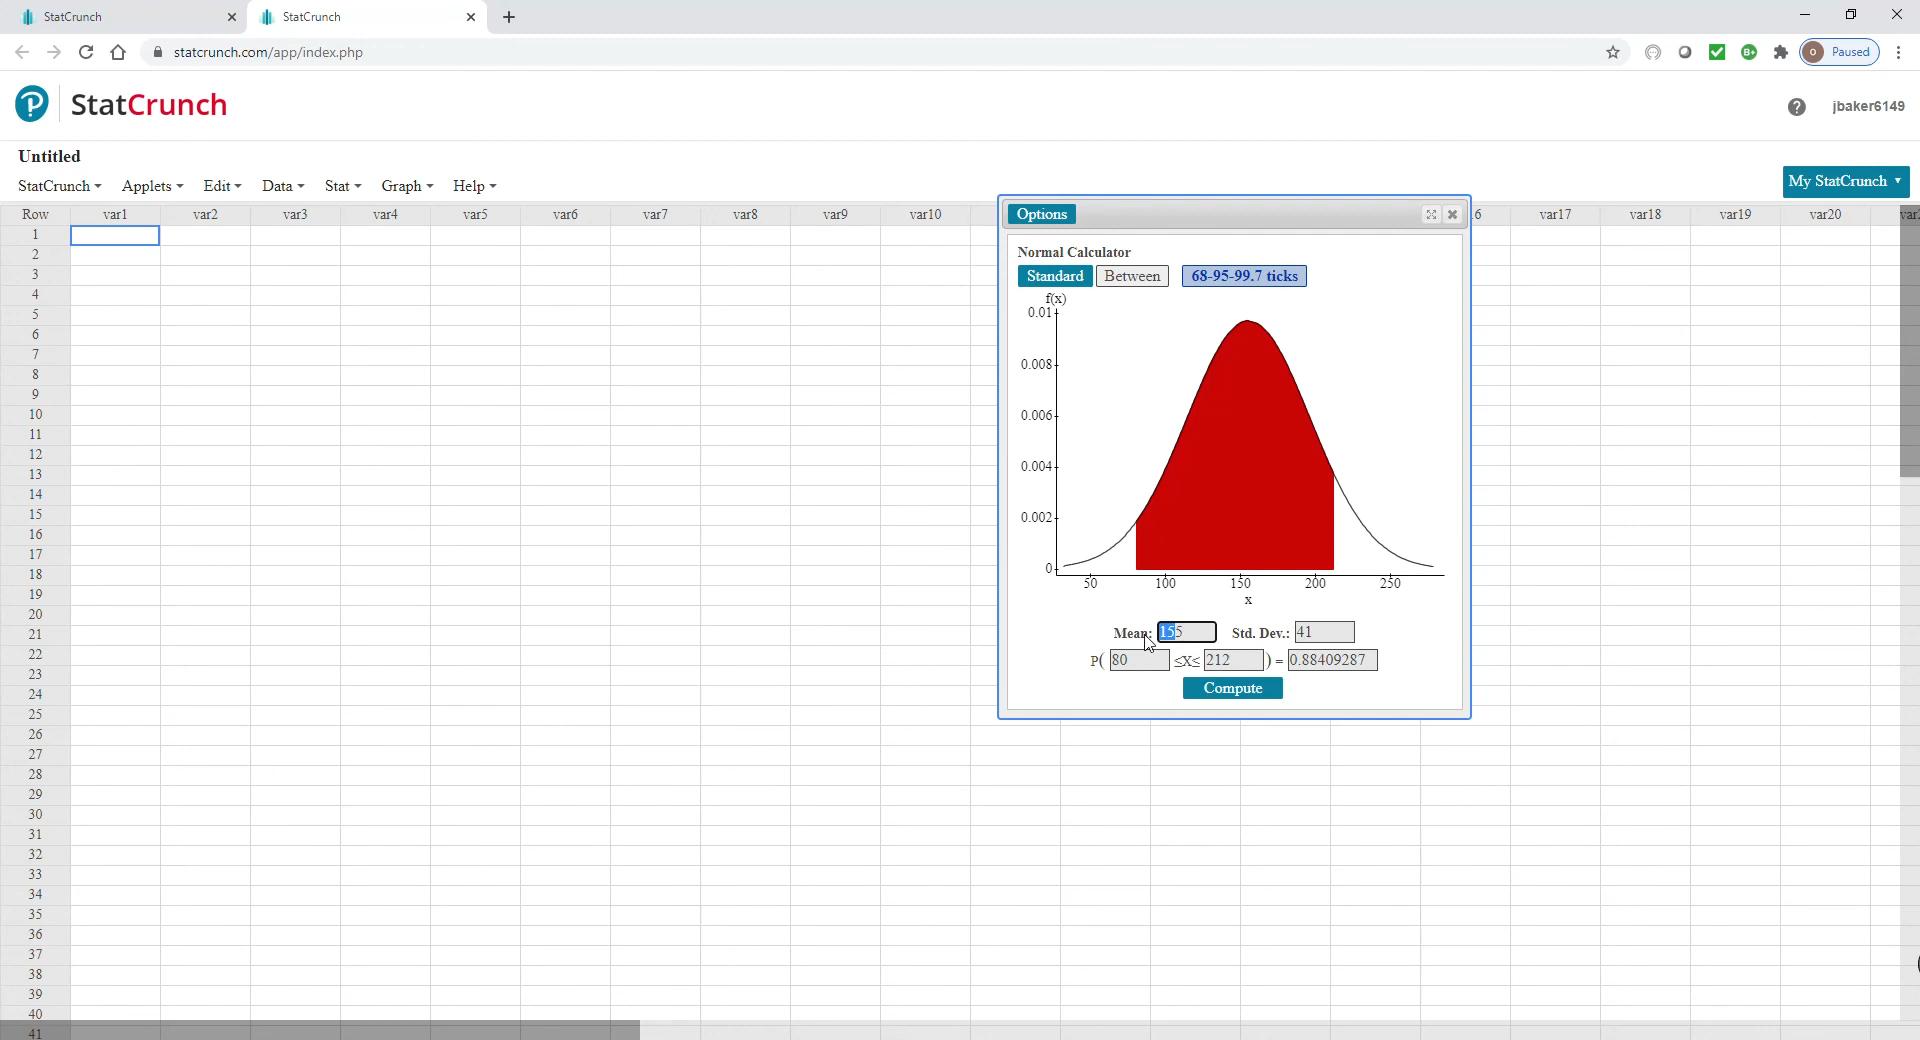 StatCrunch
StatCrunch
statcrunch.com/app/index.php
B+
O Paused
P StatCrunch
? jbaker6149
Untitled
StatCrunch Applets Edit Data Stat Graph Help
My StatCrunch
Row var1 var2 var3 var4 var5 var6 var7 var8 var9 var10 6 var17 var18 var19 var20 var
1
2
3
4
5
6
7
8
9
10
11
12
13
14
15
16
17
18
19
20
21
22
23
24
25
26
27
28
29
30
31
32
33
34
35
36
37
38
39
40
41
Options
Normal Calculator
Standard Between 68-95-99.7 ticks
f(x)
0.01
0.008
0.006
0.004
0.002
0
50 100 150 200 250
x
Mean: 155 Std. Dev.: 41
P( 80 ≤X≤ 212 ) = 0.88409287
Compute